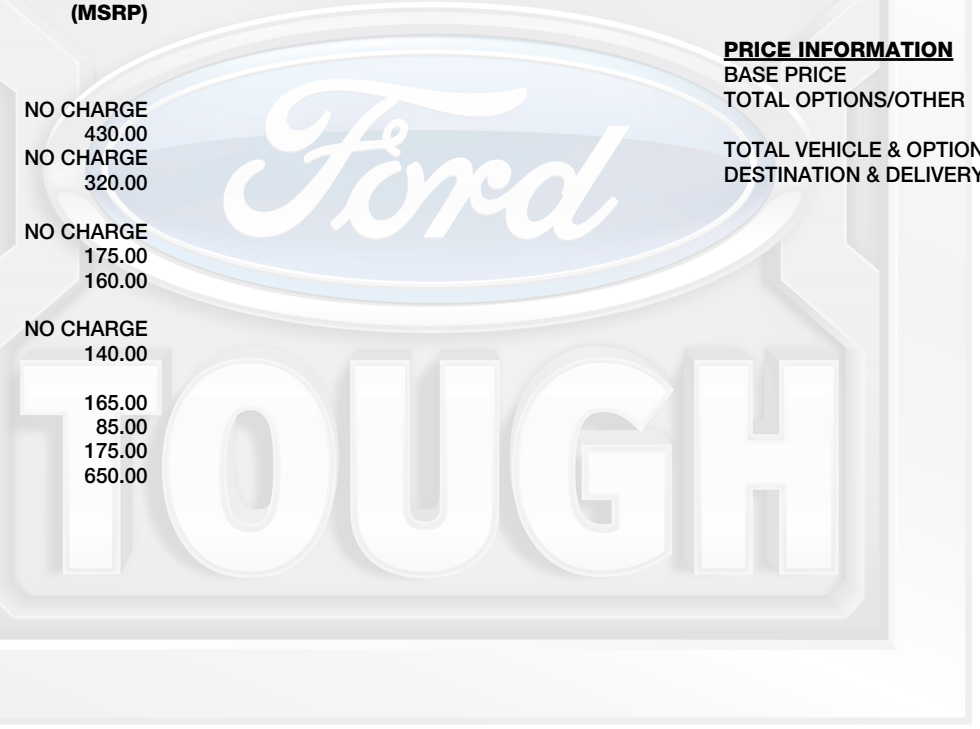 (MSRP)
NO CHARGE
430.00
NO CHARGE
320.00
NO CHARGE
175.00
160.00
NO CHARGE
140.00
165.00
85.00
175.00
650.00
PRICE INFORMATION
BASE PRICE
TOTAL OPTIONS/OTHER
TOTAL VEHICLE & OPTION
DESTINATION & DELIVERY
Ford
TOUGH